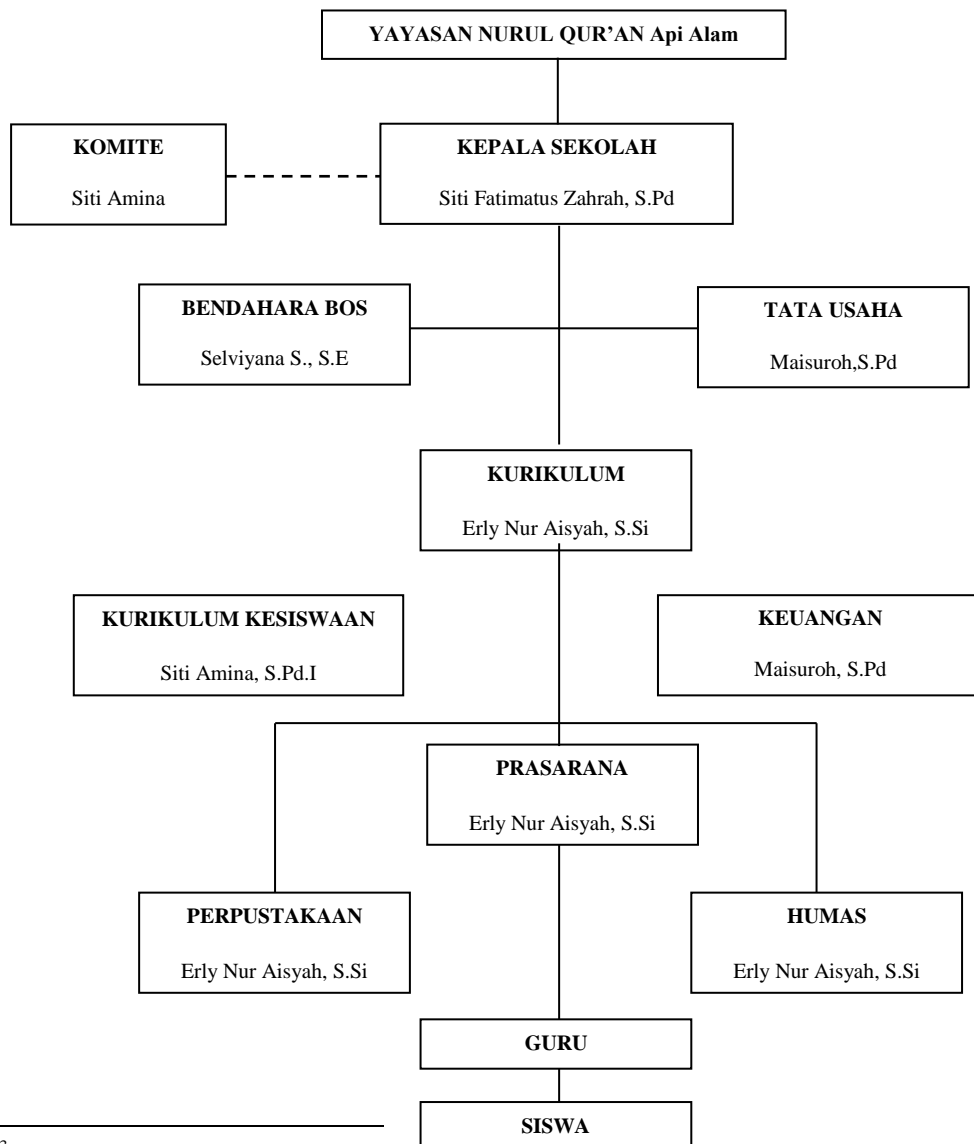 YAYASAN NURUL QUR’AN Api Alam
KOMITE
Siti Amina
KEPALA SEKOLAH
Siti Fatimatus Zahrah, S.Pd
BENDAHARA BOS
Selviyana S., S.E
TATA USAHA
Maisuroh,S.Pd
KURIKULUM
Erly Nur Aisyah, S.Si
KURIKULUM KESISWAAN
Siti Amina, S.Pd.I
KEUANGAN
Maisuroh, S.Pd
PRASARANA
Erly Nur Aisyah, S.Si
PERPUSTAKAAN
Erly Nur Aisyah, S.Si
HUMAS
Erly Nur Aisyah, S.Si
GURU
SISWA